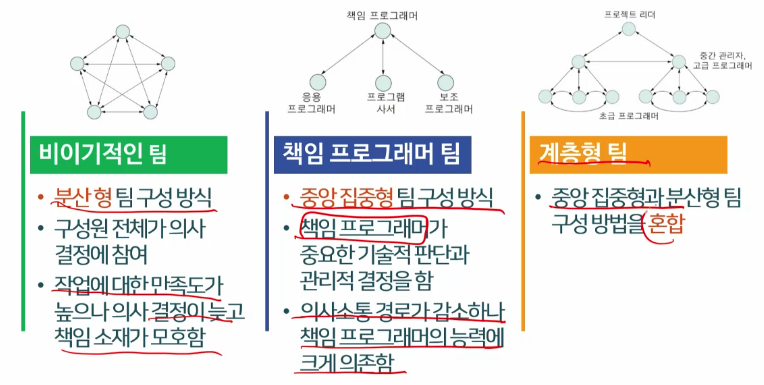 책임 프로그래머
응용
프로그래머
프로그램
사서
보조
프로그래머
프로젝트 리더
중간 관리자,
고급 프로그래머
초급 프로그래머
비이기적인 팀
• 분산 형 팀 구성 방식
• 구성원 전체가 의사
결정에 참여
• 작업에 대한 만족도가
높으나 의사 결정이 늦고
책임 소재가 모호함
책임 프로그래머 팀
• 중앙 집중형 팀 구성 방식
• 책임 프로그래머가
중요한 기술적 판단과
관리적 결정을 함
• 의사소통 경로가 감소하나
책임 프로그래머의 능력에
크게 의존함
계층형 팀
• 중앙 집중형과 분산형 팀
구성 방법을 혼합